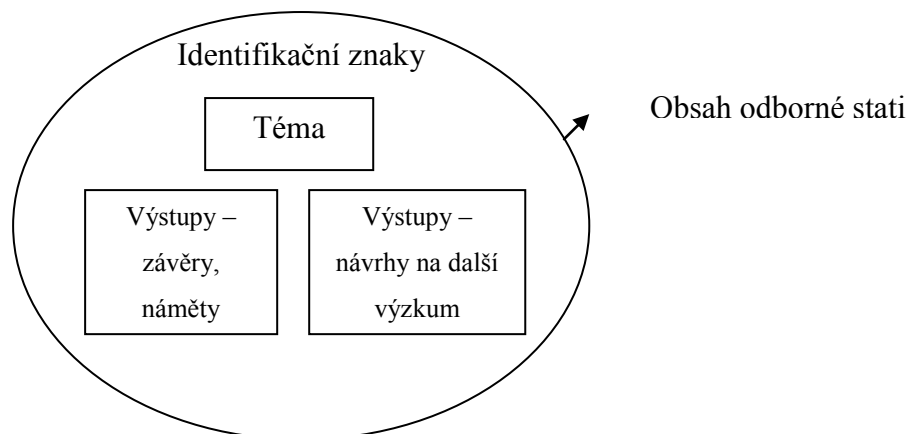 Identifikační znaky
Téma
Obsah odborné stati
Výstupy –
závěry,
náměty
Výstupy –
návrhy na další
výzkum